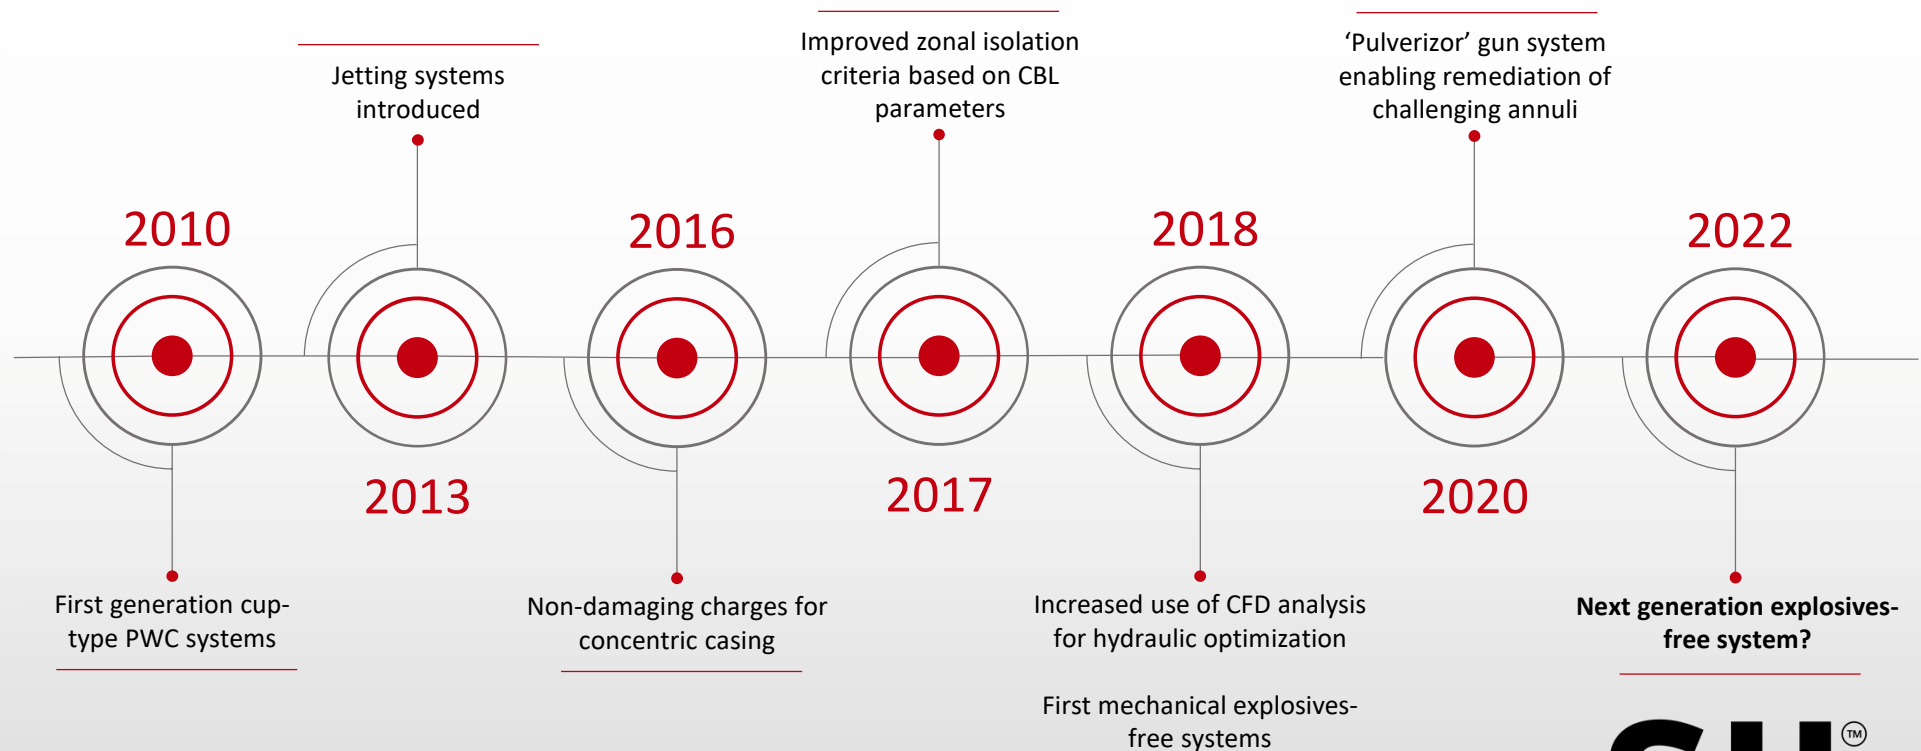 Jetting systems
introduced
Improved zonal isolation
criteria based on CBL
parameters
‘Pulverizor’ gun system
enabling remediation of
challenging annuli
2010
2016
2018
2022
2013
2017
2020
First generation cup-
type PWC systems
Non-damaging charges for
concentric casing
Increased use of CFD analysis
for hydraulic optimization
First mechanical explosives-
free systems
Next generation explosives-
free system?
TM